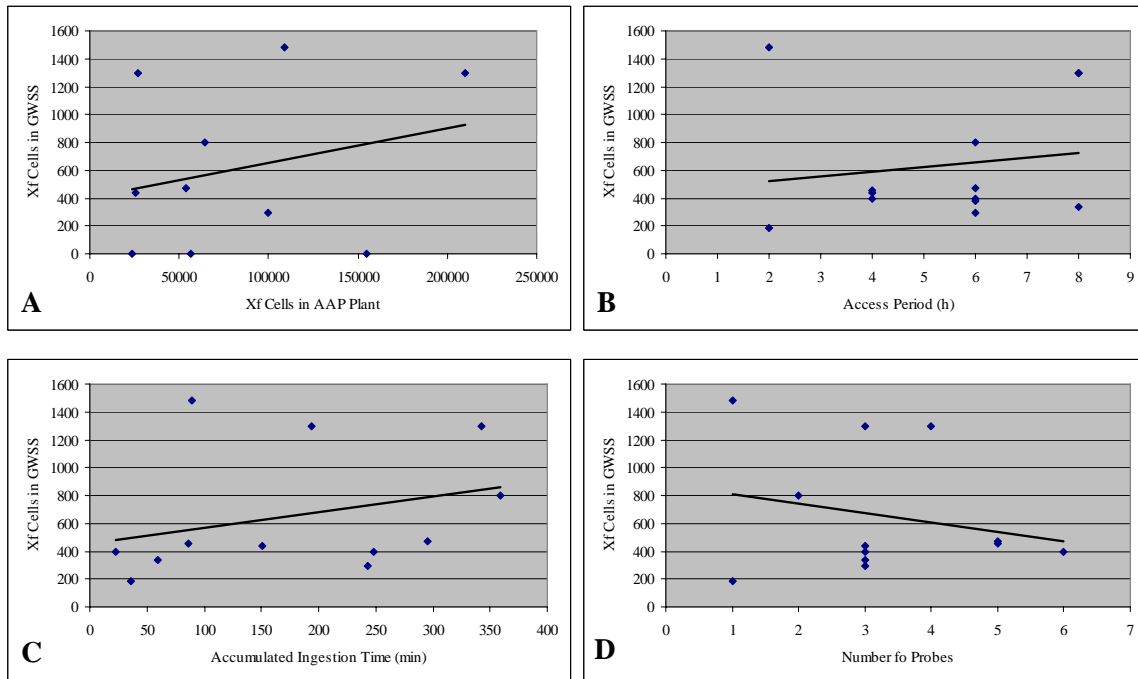 1600
1400
1200
1000
800
600
400
200
0
Xf Cells in GWSS
0 50000 100000 150000 200000 250000
Xf Cells in AAP Plant
A
1600
1400
1200
1000
800
600
400
200
0
Xf Cells in GWSS
0 1 2 3 4 5 6 7 8 9
Access Period (h)
B
1600
1400
1200
1000
800
600
400
200
0
Xf Cells in GWSS
0 50 100 150 200 250 300 350 400
Accumulated Ingestion Time (min)
C
1600
1400
1200
1000
800
600
400
200
0
Xf Cells in GWSS
0 1 2 3 4 5 6 7
Number fo Probes
D